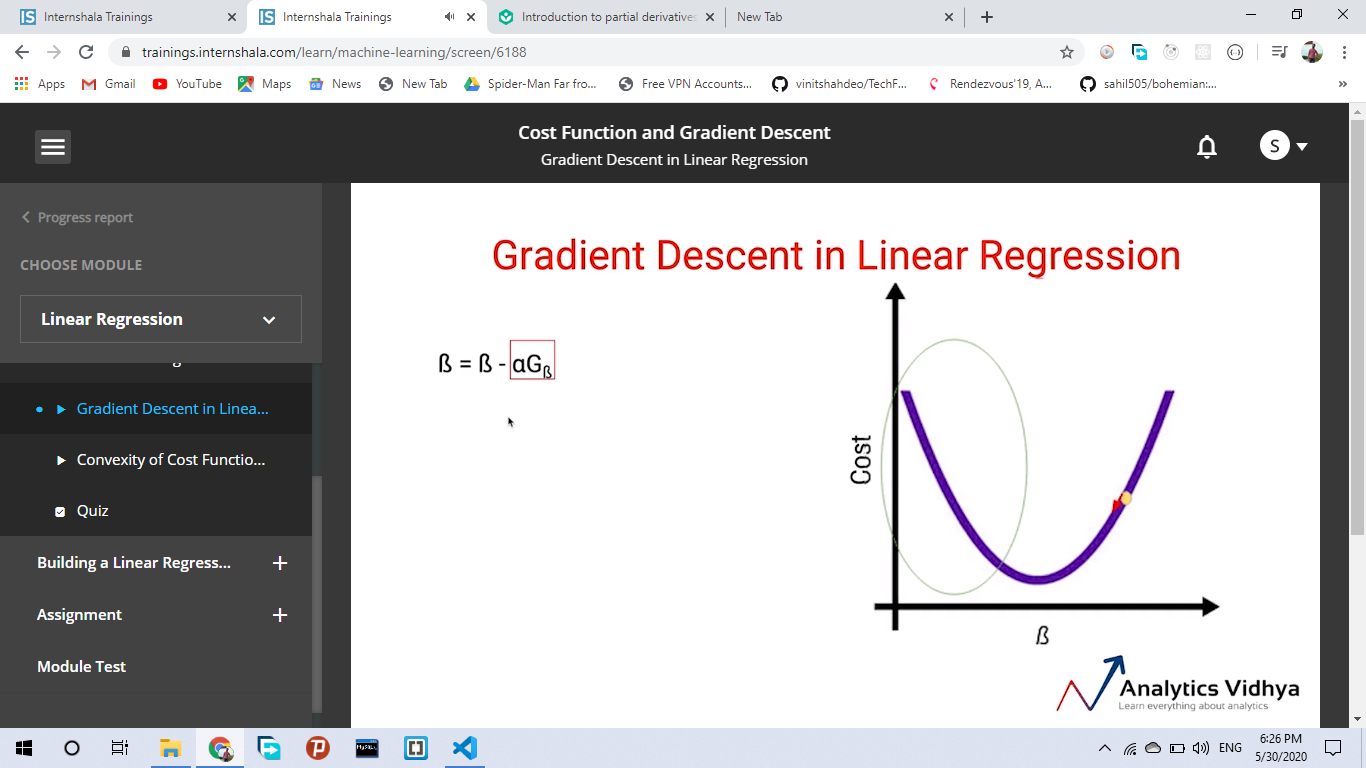 Internshala Trainings
Internshala Trainings
Introduction to partial derivatives
New Tab
trainings.internshala.com/learn/machine-learning/screen/6188
Apps
Gmail
YouTube
Maps
News
New Tab
Spider-Man Far fro...
Free VPN Accounts...
vinitshahdeo/TechF...
Rendezvous'19, A...
sahil505/bohemian:...
»
Cost Function and Gradient Descent
Gradient Descent in Linear Regression
S
Progress report
CHOOSE MODULE
Linear Regression
Gradient Descent in Linea...
Convexity of Cost Functio...
Quiz
Building a Linear Regress...
Assignment
Module Test
Gradient Descent in Linear Regression
ß = ß - αGß
Cost
ß
Analytics Vidhya
Learn everything about analytics
ENG
6:26 PM
5/30/2020